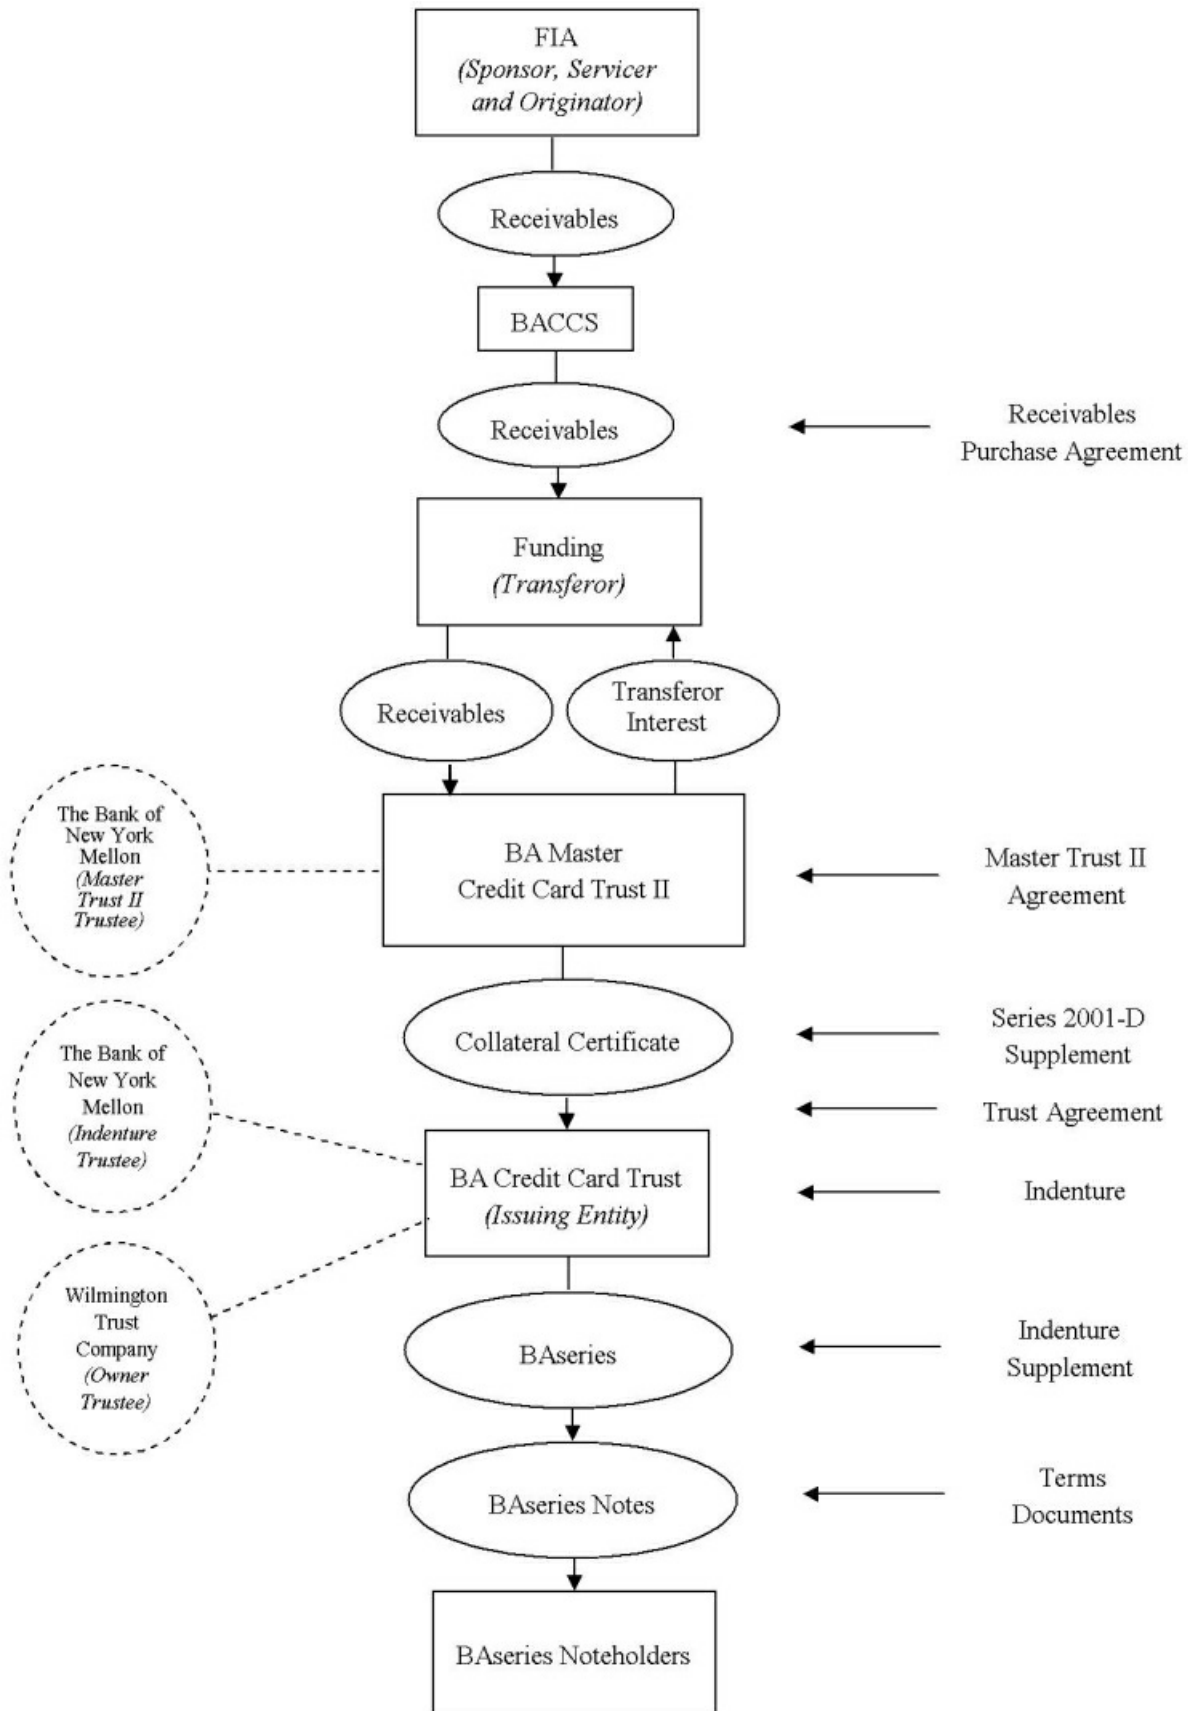 FIA
(Sponsor, Servicer
and Originator)
Receivables
BACCS
Receivables
Receivables
Purchase Agreement
Funding
(Transferor)
Receivables
Transferor
Interest
The Bank of
New York
Mellon
(Master
Trust II
Trustee)
BA Master
Credit Card Trust II
Master Trust II
Agreement
Collateral Certificate
Series 2001-D
Supplement
The Bank of
New York
Mellon
(Indenture
Trustee)
Trust Agreement
BA Credit Card Trust
(Issuing Entity)
Indenture
Wilmington
Trust
Company
(Owner
Trustee)
BAseries
Indenture
Supplement
BAseries Notes
Terms
Documents
BAseries Noteholders